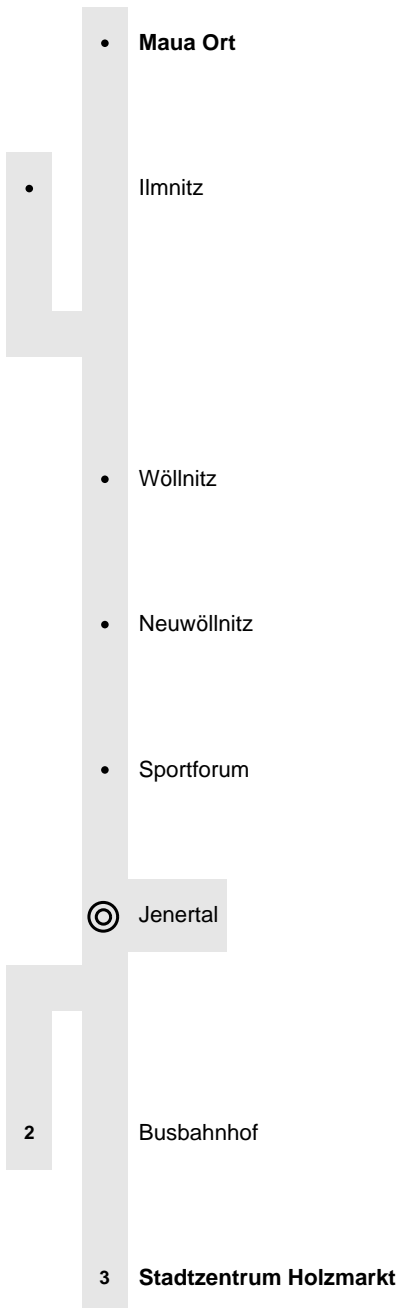 Maua Ort
Ilmnitz
Wöllnitz
Neuwöllnitz
Sportforum
Jenertal
2 Busbahnhof
3 Stadtzentrum Holzmarkt